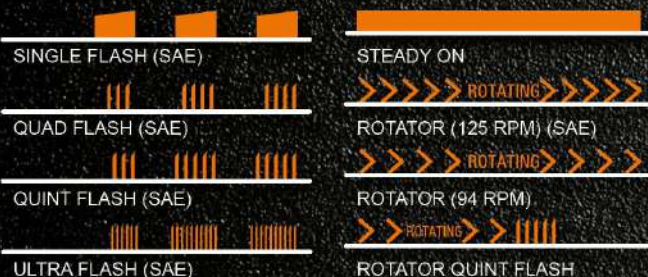 SINGLE FLASH (SAE)
QUAD FLASH (SAE)
QUINT FLASH (SAE)
ULTRA FLASH (SAE)
STEADY ON
ROTATING
ROTATOR (125 RPM) (SAE)
ROTATING
ROTATOR (94 RPM)
ROTATING
ROTATOR QUINT FLASH